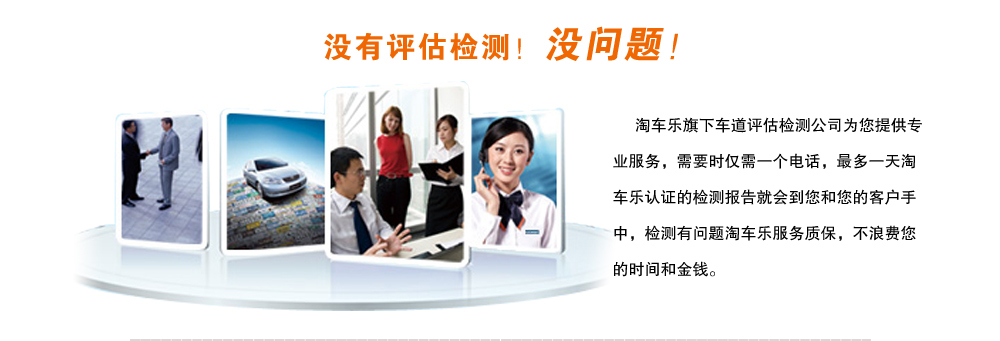 没有评估检测！没问题！
淘车乐旗下车道评估检测公司为您提供专
业服务，需要时仅需一个电话，最多一天淘
车乐认证的检测报告就会到您和您的客户手
中，检测有问题淘车乐服务质保，不浪费您
的时间和金钱。